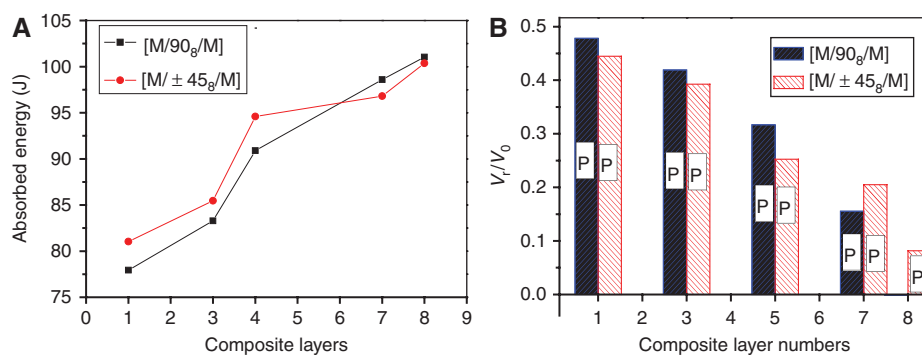 A
105
100
95
90
85
80
75
Absorbed energy (J)
[M/90₈/M]
[M/ ± 45₈/M]
0 1 2 3 4 5 6 7 8 9
Composite layers
B
0.5
0.4
0.3
0.2
0.1
0.0
Vr/V0
[M/90₈/M]
[M/ ± 45₈/M]
P P
P P
P P
P P
P
1 2 3 4 5 6 7 8
Composite layer numbers